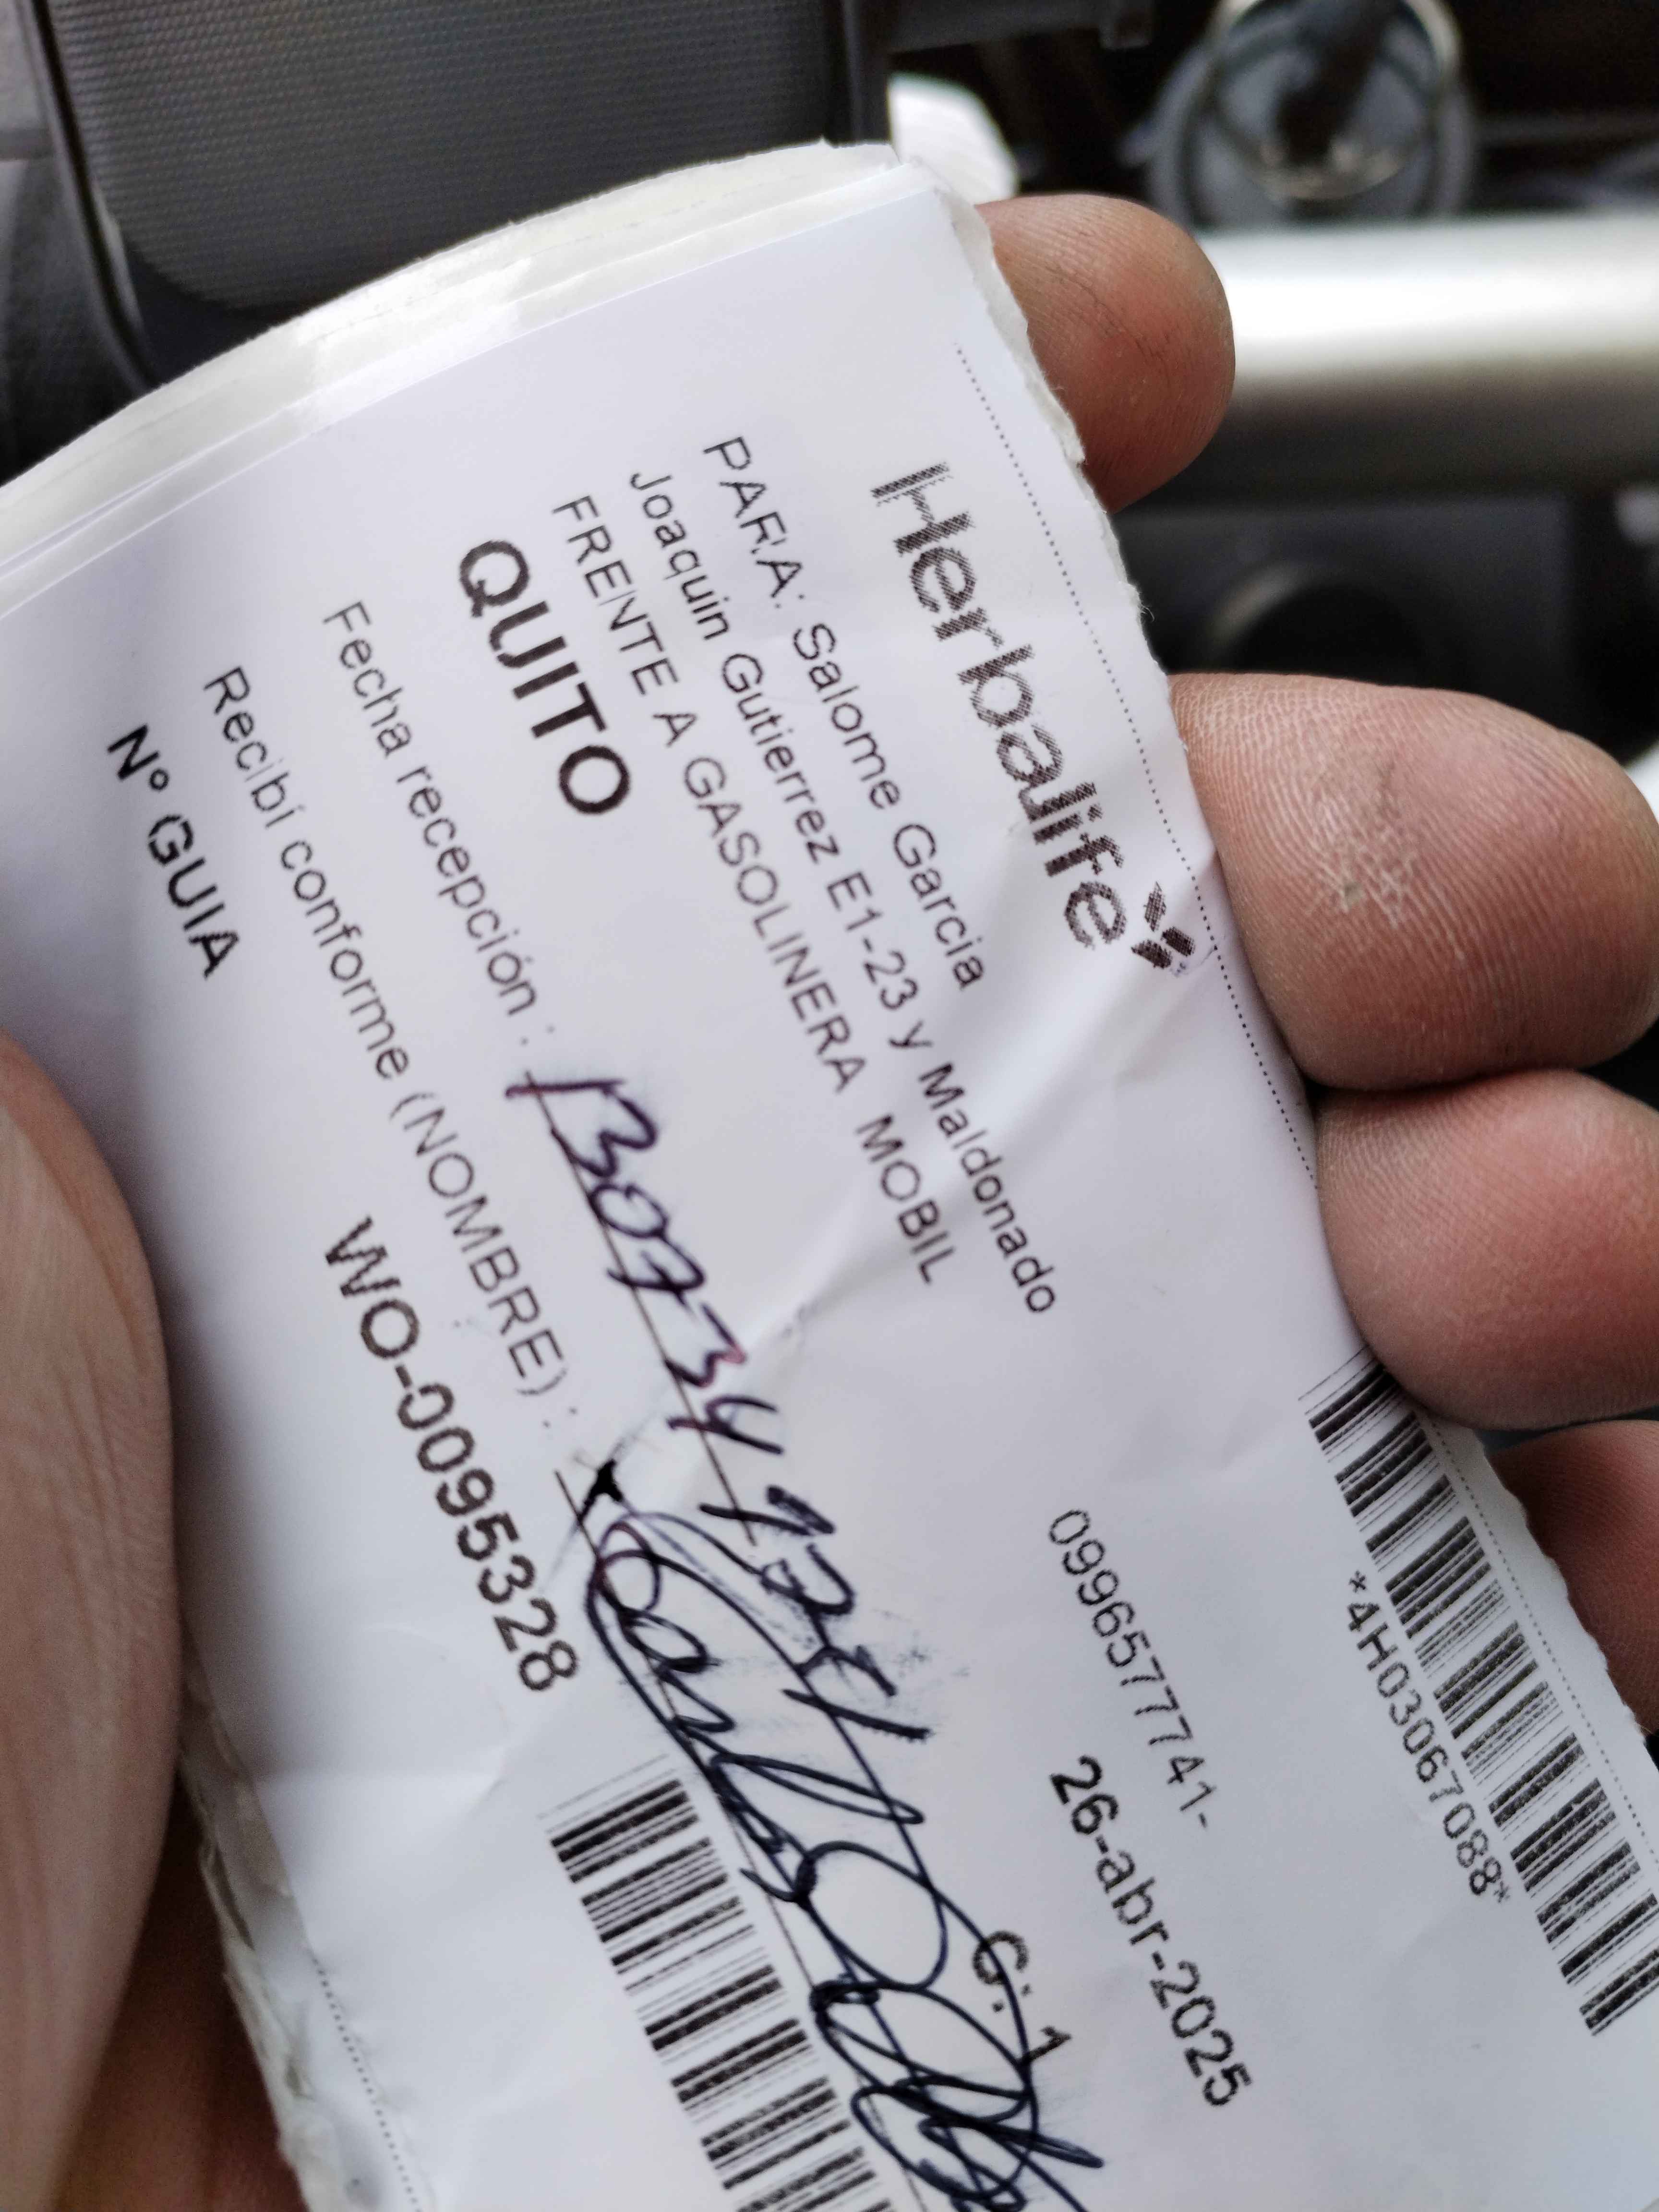 Herbalife
*4H03067088*
PARA: Salome Garcia
Joaquin Gutierrez E1-23 y Maldonado
0996577741-
FRENTE A GASOLINERA MOBIL
26-abr-2025
QUITO
C: 1
Fecha recepción :
Recibí conforme (NOMBRE) :
Nº GUIA
WO-0095328